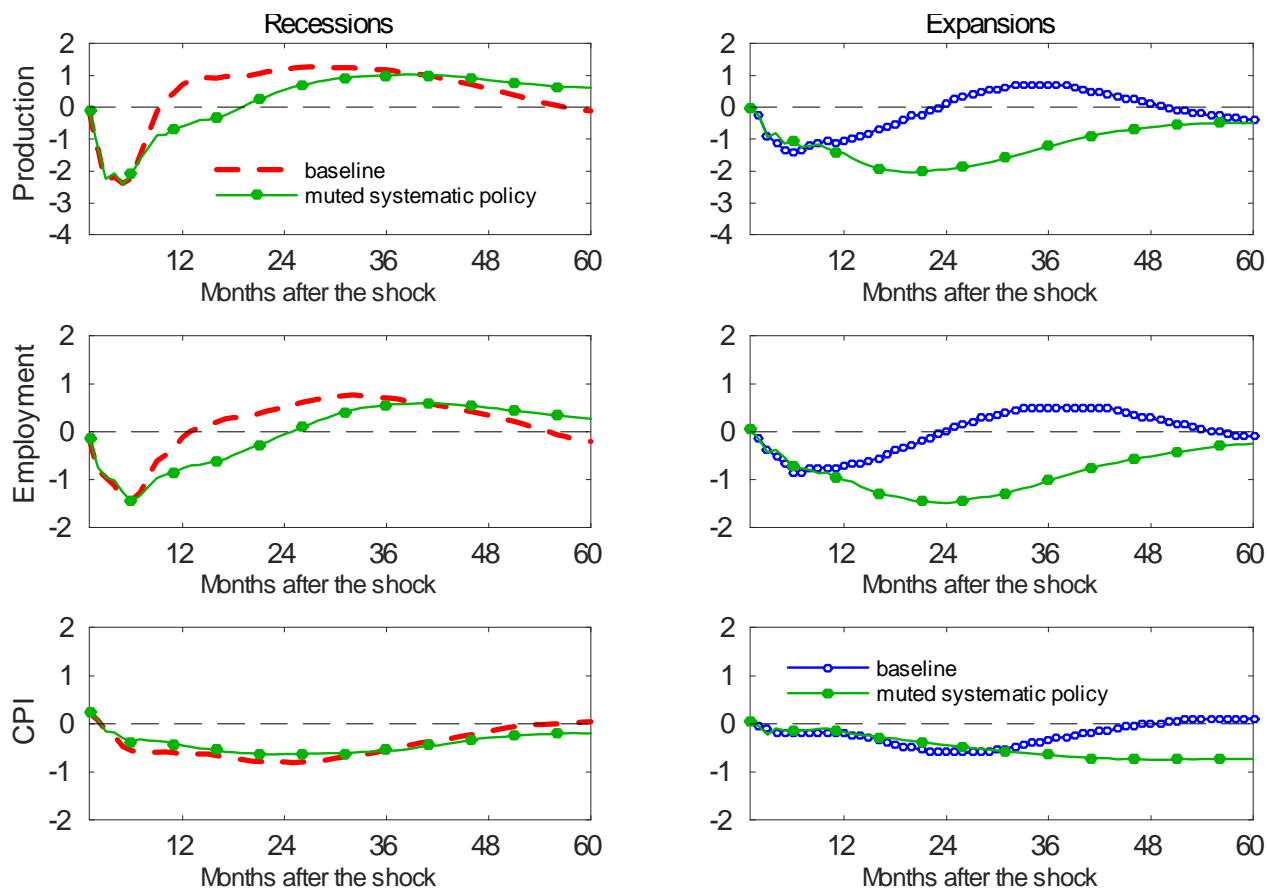 Recessions
Expansions
Production
2
1
0
-1
-2
-3
-4
baseline
muted systematic policy
12 24 36 48 60
Months after the shock
2
1
0
-1
-2
-3
-4
12 24 36 48 60
Months after the shock
Employment
2
1
0
-1
-2
12 24 36 48 60
Months after the shock
2
1
0
-1
-2
12 24 36 48 60
Months after the shock
CPI
2
1
0
-1
-2
12 24 36 48 60
Months after the shock
2
1
0
-1
-2
baseline
muted systematic policy
12 24 36 48 60
Months after the shock